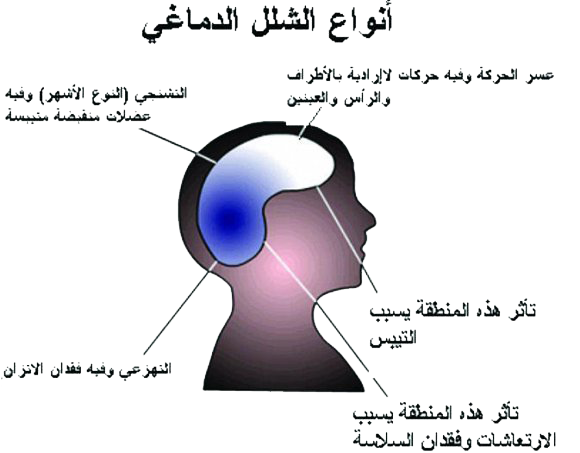 أنواع الشلل الدماغي
عسر الحركة وفيه حركات لاإرادية بالأطراف
والرأس والعينين
التشنجي (النوع الأشهر) وفيه
عضلات منقبضة متيبسة
تأثر هذه المنطقة يسبب
التيبس
التهزعي وفيه فقدان الاتزان
تأثر هذه المنطقة يسبب
الارتعاشات وفقدان السلاسة